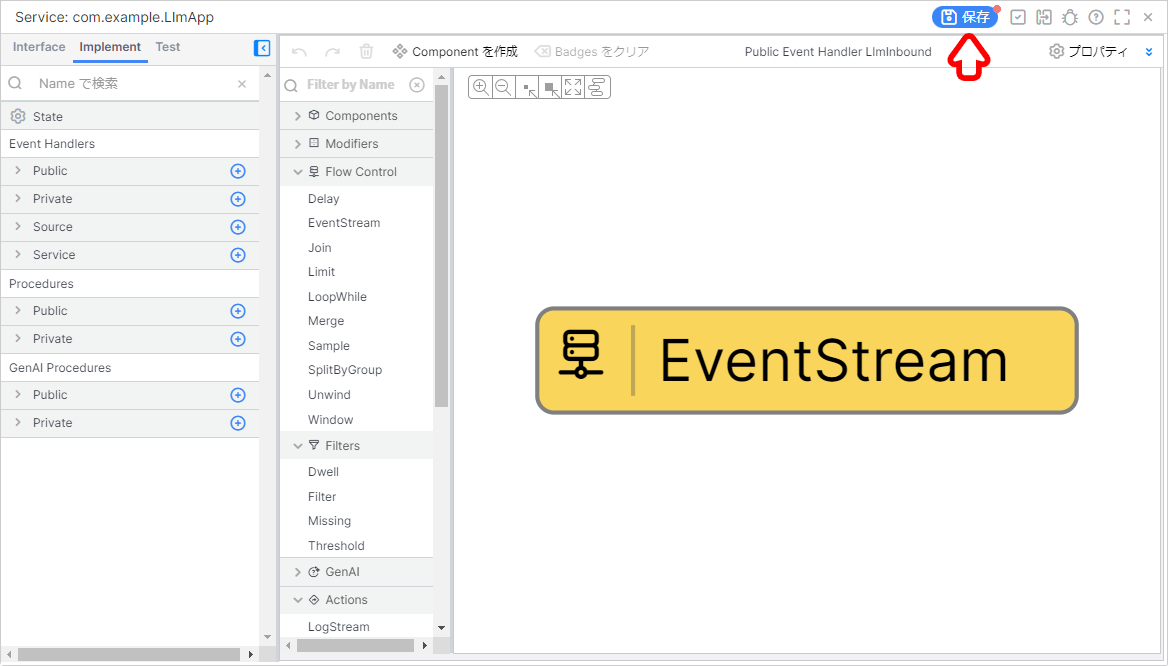 Service: com.example.LlmApp
保存
Interface Implement Test
Name で検索
State
Event Handlers
Public
Private
Source
Service
Procedures
Public
Private
GenAI Procedures
Public
Private
Component を作成
Badges をクリア
Public Event Handler LlmInbound
プロパティ
Filter by Name
Components
Modifiers
Flow Control
Delay
EventStream
Join
Limit
LoopWhile
Merge
Sample
SplitByGroup
Unwind
Window
Filters
Dwell
Filter
Missing
Threshold
GenAI
Actions
LogStream
EventStream